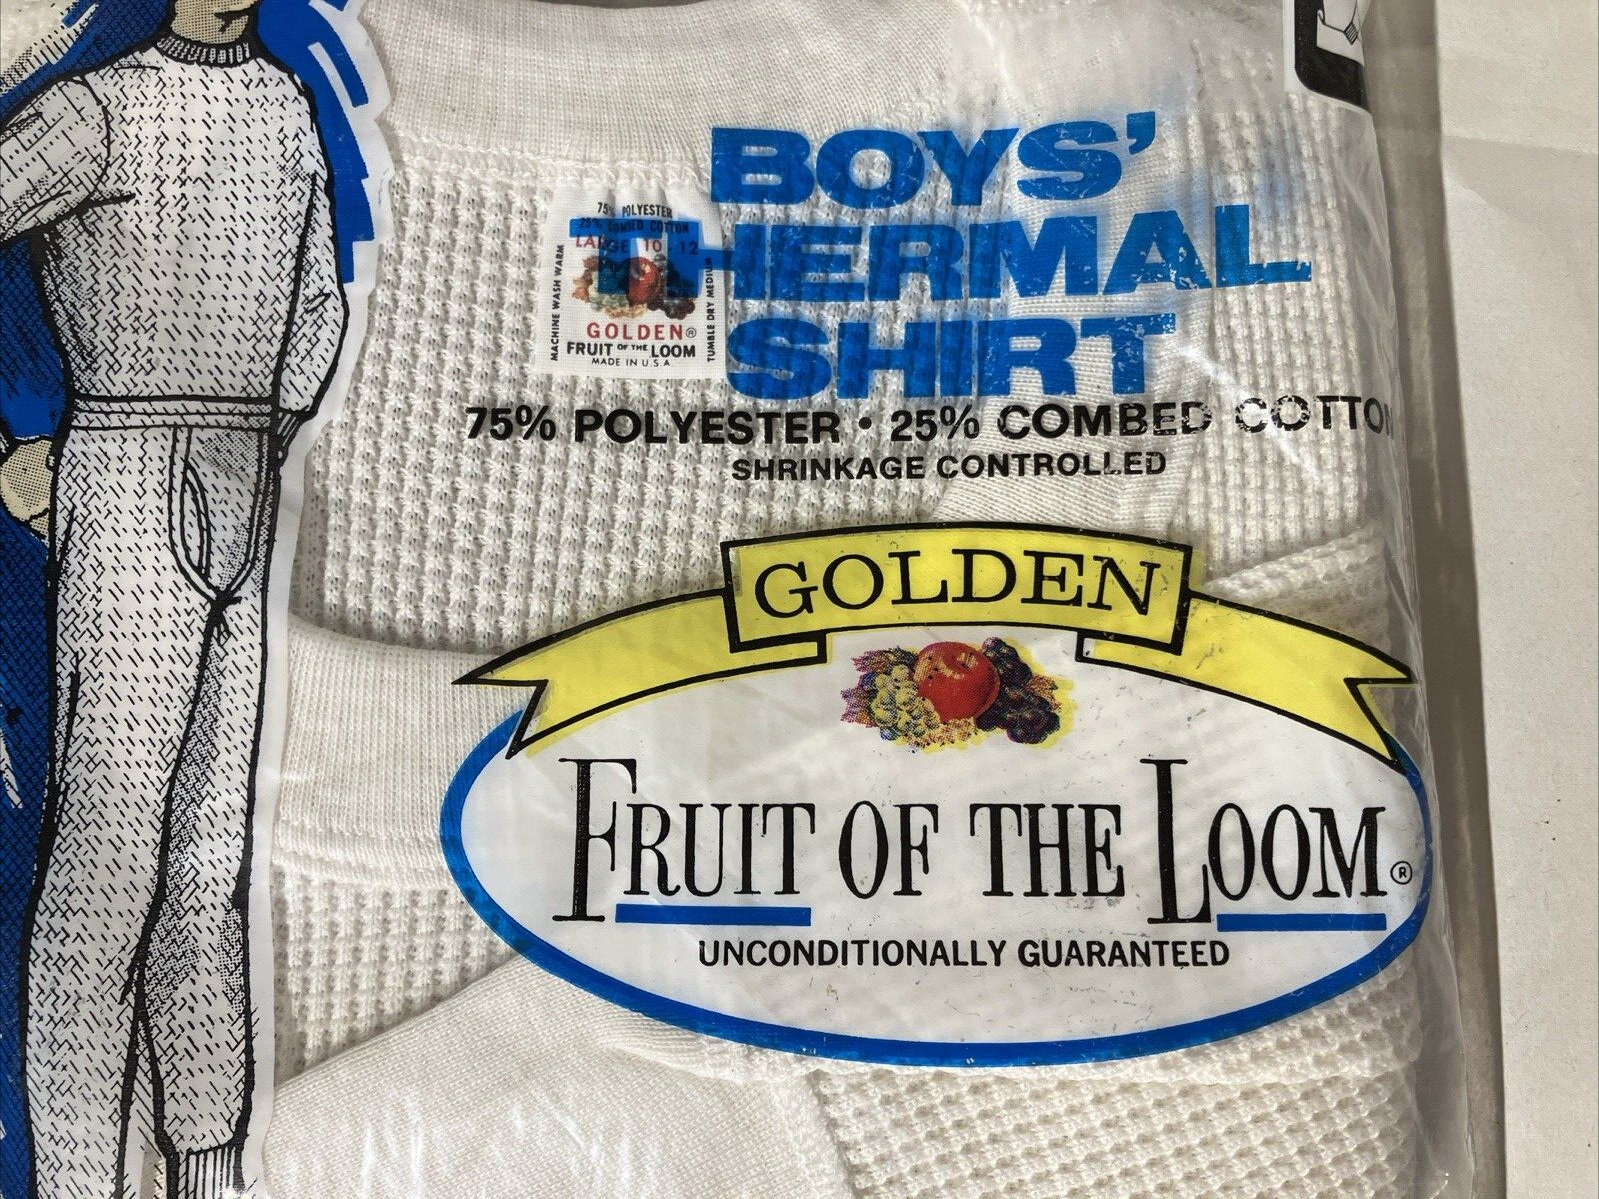 BOYS'
THERMAL
SHIRT
75% POLYESTER • 25% COMBED COTTON
SHRINKAGE CONTROLLED
75% POLYESTER
25% COMBED COTTON
LARGE 10 - 12
MACHINE WASH WARM
TUMBLE DRY MEDIUM
GOLDEN®
FRUIT OF THE LOOM
MADE IN U.S.A.
GOLDEN
FRUIT OF THE LOOM®
UNCONDITIONALLY GUARANTEED